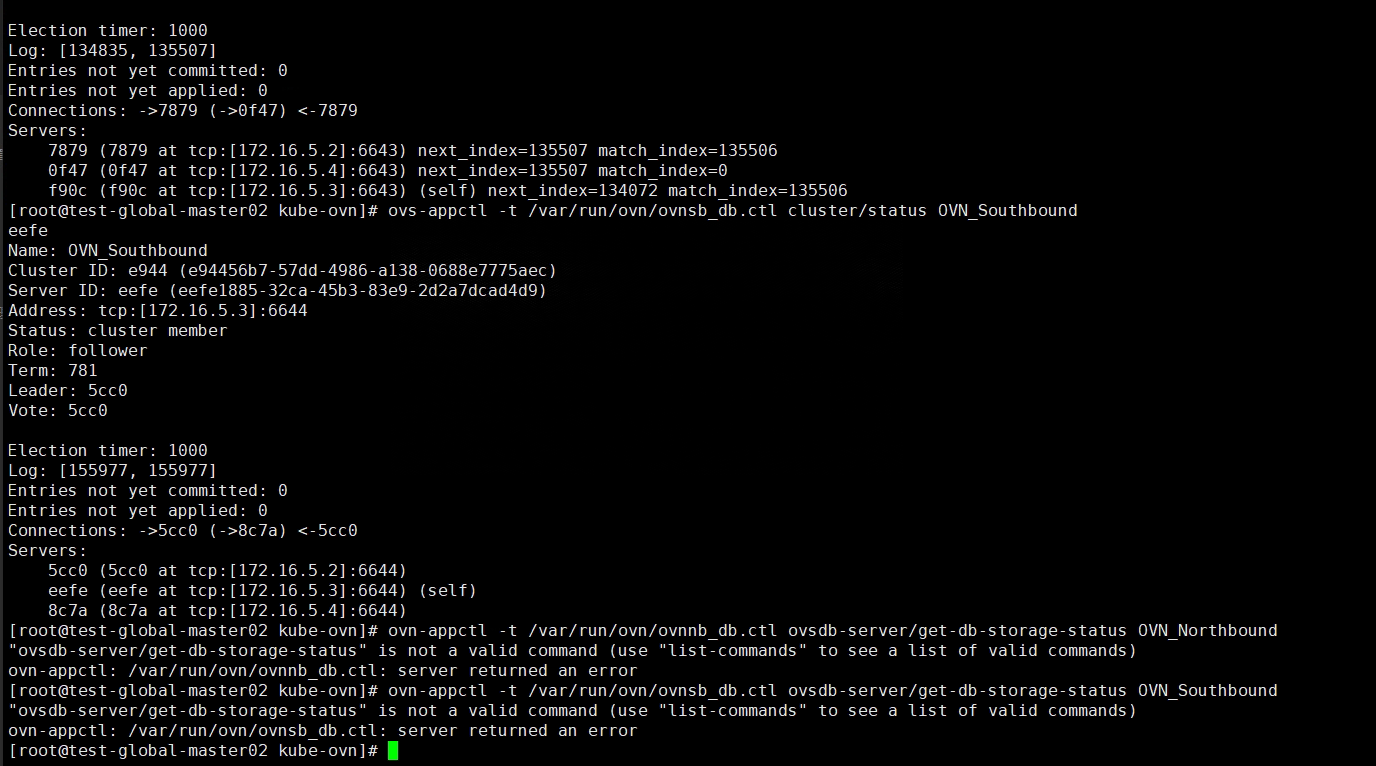 Election timer: 1000
Log: [134835, 135507]
Entries not yet committed: 0
Entries not yet applied: 0
Connections: ->7879 (->0f47) <-7879
Servers:
    7879 (7879 at tcp:[172.16.5.2]:6643) next_index=135507 match_index=135506
    0f47 (0f47 at tcp:[172.16.5.4]:6643) next_index=135507 match_index=0
    f90c (f90c at tcp:[172.16.5.3]:6643) (self) next_index=134072 match_index=135506
[root@test-global-master02 kube-ovn]# ovs-appctl -t /var/run/ovn/ovnsb_db.ctl cluster/status OVN_Southbound
eefe
Name: OVN_Southbound
Cluster ID: e944 (e94456b7-57dd-4986-a138-0688e7775aec)
Server ID: eefe (eefe1885-32ca-45b3-83e9-2d2a7dcad4d9)
Address: tcp:[172.16.5.3]:6644
Status: cluster member
Role: follower
Term: 781
Leader: 5cc0
Vote: 5cc0

Election timer: 1000
Log: [155977, 155977]
Entries not yet committed: 0
Entries not yet applied: 0
Connections: ->5cc0 (->8c7a) <-5cc0
Servers:
    5cc0 (5cc0 at tcp:[172.16.5.2]:6644)
    eefe (eefe at tcp:[172.16.5.3]:6644) (self)
    8c7a (8c7a at tcp:[172.16.5.4]:6644)
[root@test-global-master02 kube-ovn]# ovn-appctl -t /var/run/ovn/ovnnb_db.ctl ovsdb-server/get-db-storage-status OVN_Northbound
"ovsdb-server/get-db-storage-status" is not a valid command (use "list-commands" to see a list of valid commands)
ovn-appctl: /var/run/ovn/ovnnb_db.ctl: server returned an error
[root@test-global-master02 kube-ovn]# ovn-appctl -t /var/run/ovn/ovnsb_db.ctl ovsdb-server/get-db-storage-status OVN_Southbound
"ovsdb-server/get-db-storage-status" is not a valid command (use "list-commands" to see a list of valid commands)
ovn-appctl: /var/run/ovn/ovnsb_db.ctl: server returned an error
[root@test-global-master02 kube-ovn]#